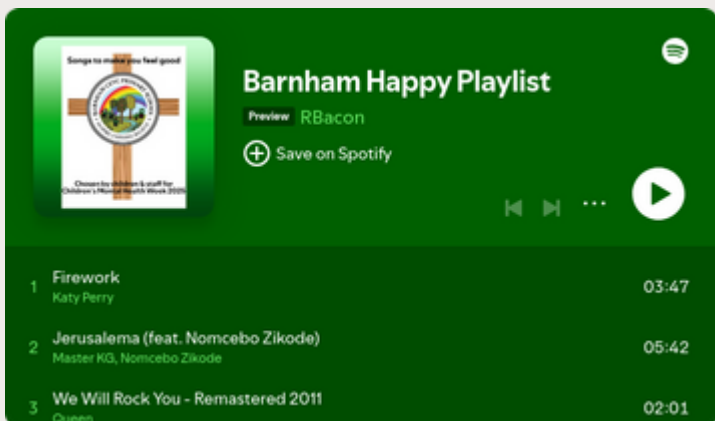 Songs to make you feel good
Chosen by children & staff for
Children's Mental Health Week 2025
Barnham Happy Playlist
Preview RBacon
Save on Spotify
1 Firework 03:47
Katy Perry
2 Jerusalema (feat. Nomcebo Zikode) 05:42
Master KG, Nomcebo Zikode
3 We Will Rock You - Remastered 2011 02:01
Queen